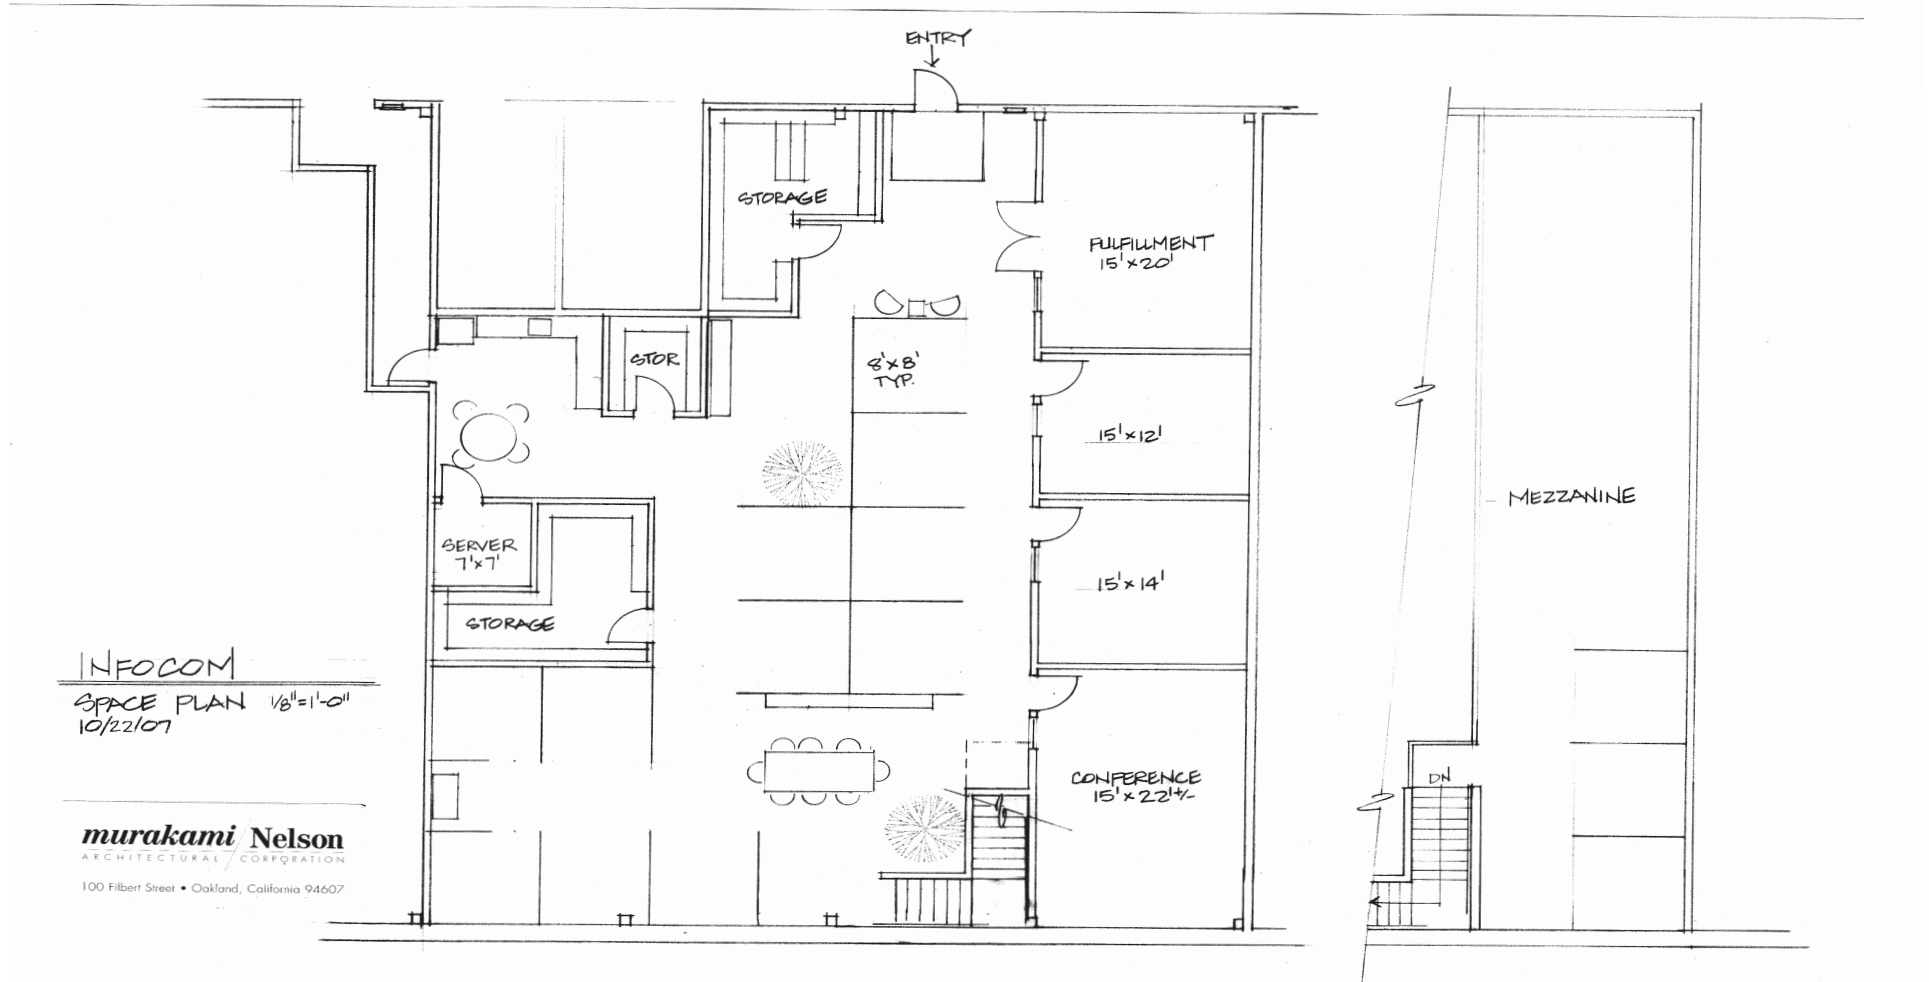 ENTRY
STORAGE
FULFILLMENT
15'x20'
STOR
8'x8'
TYP.
15'x12'
MEZZANINE
SERVER
7'x7'
15'x14'
STORAGE
INFOCOM
SPACE PLAN 1/8"=1'-0"
10/22/07
CONFERENCE
15'x22'+/-
DN
murakami/Nelson
ARCHITECTURAL CORPORATION
100 Filbert Street • Oakland, California 94607